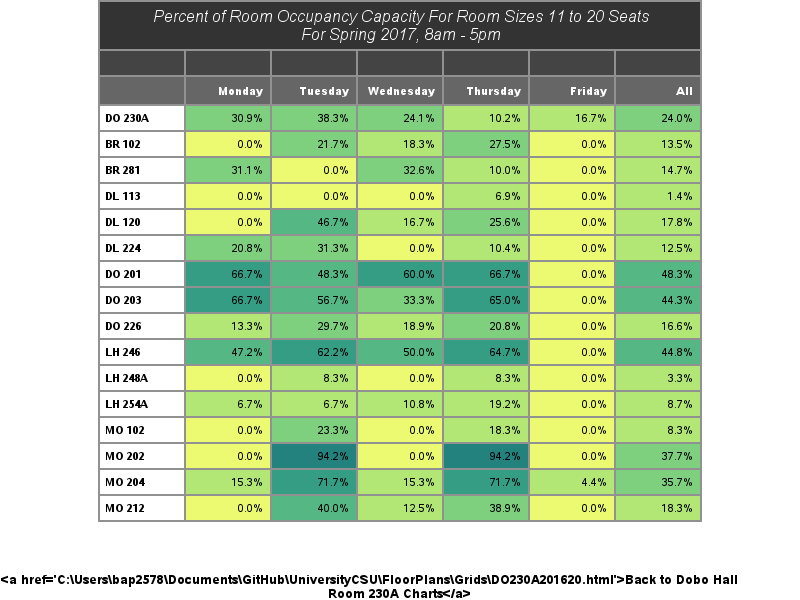 Percent of Room Occupancy Capacity For Room Sizes 11 to 20 Seats
For Spring 2017, 8am - 5pm
Monday Tuesday Wednesday Thursday Friday All
DO 230A 30.9% 38.3% 24.1% 10.2% 16.7% 24.0%
BR 102 0.0% 21.7% 18.3% 27.5% 0.0% 13.5%
BR 281 31.1% 0.0% 32.6% 10.0% 0.0% 14.7%
DL 113 0.0% 0.0% 0.0% 6.9% 0.0% 1.4%
DL 120 0.0% 46.7% 16.7% 25.6% 0.0% 17.8%
DL 224 20.8% 31.3% 0.0% 10.4% 0.0% 12.5%
DO 201 66.7% 48.3% 60.0% 66.7% 0.0% 48.3%
DO 203 66.7% 56.7% 33.3% 65.0% 0.0% 44.3%
DO 226 13.3% 29.7% 18.9% 20.8% 0.0% 16.6%
LH 246 47.2% 62.2% 50.0% 64.7% 0.0% 44.8%
LH 248A 0.0% 8.3% 0.0% 8.3% 0.0% 3.3%
LH 254A 6.7% 6.7% 10.8% 19.2% 0.0% 8.7%
MO 102 0.0% 23.3% 0.0% 18.3% 0.0% 8.3%
MO 202 0.0% 94.2% 0.0% 94.2% 0.0% 37.7%
MO 204 15.3% 71.7% 15.3% 71.7% 4.4% 35.7%
MO 212 0.0% 40.0% 12.5% 38.9% 0.0% 18.3%
<a href='C:\Users\bap2578\Documents\GitHub\UniversityCSU\FloorPlans\Grids\DO230A201620.html'>Back to Dobo Hall
Room 230A Charts</a>